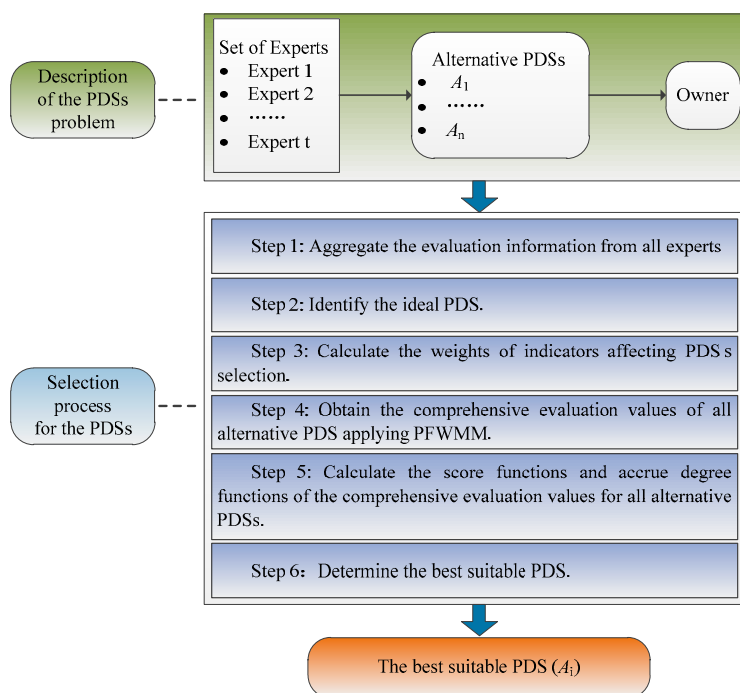 Description
of the PDSs
problem
Set of Experts
• Expert 1
• Expert 2
• ······
• Expert t
Alternative PDSs
• A1
• ······
• An
Owner
Selection
process
for the PDSs
Step 1: Aggregate the evaluation information from all experts
Step 2: Identify the ideal PDS.
Step 3: Calculate the weights of indicators affecting PDS s
selection.
Step 4: Obtain the comprehensive evaluation values of all
alternative PDS applying PFWMM.
Step 5: Calculate the score functions and accrue degree
functions of the comprehensive evaluation values for all alternative
PDSs.
Step 6: Determine the best suitable PDS.
The best suitable PDS (Ai)